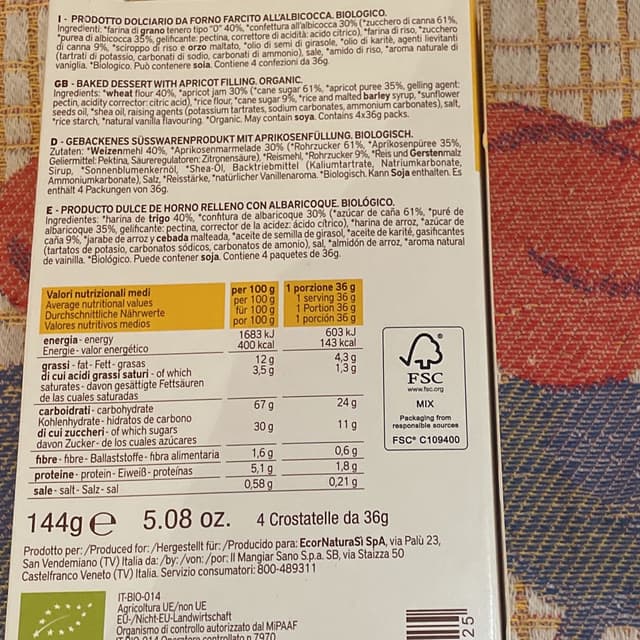 I - PRODOTTO DOLCIARIO DA FORNO FARCITO ALL'ALBICOCCA. BIOLOGICO.
Ingredienti: *farina di grano tenero tipo "0" 40%, *confettura all'albicocca 30% (*zucchero di canna 61%,
*purea di albicocca 35%, gelificante: pectina, correttore di acidità: acido citrico), *farina di riso, *zucchero
di canna 9%, *sciroppo di riso e orzo maltato, *olio di semi di girasole, *olio di karitè, agenti lievitanti
(tartrati di potassio, carbonati di sodio, carbonati di ammonio), sale, *amido di riso, *aroma naturale di
vaniglia. *Biologico. Può contenere soia. Contiene 4 confezioni da 36g.
GB - BAKED DESSERT WITH APRICOT FILLING. ORGANIC.
Ingredients: *wheat flour 40%, *apricot jam 30% (*cane sugar 61%, *apricot puree 35%, gelling agent:
pectin, acidity corrector: citric acid), *rice flour, *cane sugar 9%, *rice and malted barley syrup, *sunflower
seeds oil, *shea oil, raising agents (potassium tartrates, sodium carbonates, ammonium carbonates), salt,
*rice starch, *natural vanilla flavouring. *Organic. May contain soya. Contains 4x36g packs.
D - GEBACKENES SÜSSWARENPRODUKT MIT APRIKOSENFÜLLUNG. BIOLOGISCH.
Zutaten: *Weizenmehl 40%, *Aprikosenmarmelade 30% (*Rohrzucker 61%, *Aprikosenpüree 35%,
Geliermittel: Pektina, Säureregulatoren: Zitronensäure), *Reismehl, *Rohrzucker 9%, *Reis und Gerstenmalz
Sirup, *Sonnenblumenkernöl, *Shea-Öl, Backtriebmittel (Kaliumtartrate, Natriumkarbonate,
Ammoniumkarbonate), Salz, *Reisstärke, *natürlicher Vanillenaroma. *Biologisch. Kann Soja enthalten. Es
enthält 4 Packungen von 36g.
E - PRODUCTO DULCE DE HORNO RELLENO CON ALBARICOQUE. BIOLÓGICO.
Ingredientes: *harina de trigo 40%, *confitura de albaricoque 30% (*azúcar de caña 61%, *puré de
albaricoque 35%, gelificante: pectina, corrector de la acidez: ácido cítrico), *harina de arroz, *azúcar de
caña 9%, *jarabe de arroz y cebada malteada, *aceite de semilla de girasol, *aceite de karité, gasificantes
(tartatos de potasio, carbonatos sódicos, carbonatos de amonio), sal, *almidón de arroz, *aroma natural
de vainilla. *Biológico. Puede contener soja. Contiene 4 paquetes de 36g.
Valori nutrizionali medi per 100 g 1 porzione 36 g
Average nutritional values per 100 g 1 serving 36 g
Durchschnittliche Nährwerte für 100 g 1 Portion 36 g
Valores nutritivos medios por 100 g 1 porción 36 g
energia - energy 1683 kJ 603 kJ
Energie - valor energético 400 kcal 143 kcal
grassi - fat - Fett - grasas 12 g 4,3 g
di cui acidi grassi saturi - of which 3,5 g 1,3 g
saturates - davon gesättigte Fettsäuren
de las cuales saturadas
carboidrati - carbohydrate 67 g 24 g
Kohlenhydrate - hidratos de carbono
di cui zuccheri - of which sugars 30 g 11 g
davon Zucker - de los cuales azúcares
fibre - fibre - Ballaststoffe - fibra alimentaria 1,6 g 0,6 g
proteine - protein - Eiweiß - proteínas 5,1 g 1,8 g
sale - salt - Salz - sal 0,58 g 0,21 g
FSC
www.fsc.org
MIX
Packaging from
responsible sources
FSC® C109400
144g e 5.08 oz. 4 Crostatelle da 36g
Prodotto per: /Produced for: /Hergestellt für: /Producido para: EcorNaturaSì SpA, via Palù 23,
San Vendemiano (TV) Italia da: /by: /von: /por: Il Mangiar Sano S.p.a. SB, via Staizza 50
Castelfranco Veneto (TV) Italia. Servizio consumatori: 800-489311
IT-BIO-014
Agricoltura UE/non UE
EU-/Nicht-EU-Landwirtschaft
Organismo di controllo autorizzato dal MiPAAF
IT BIO 014 Operatore controllato n. 7970
25